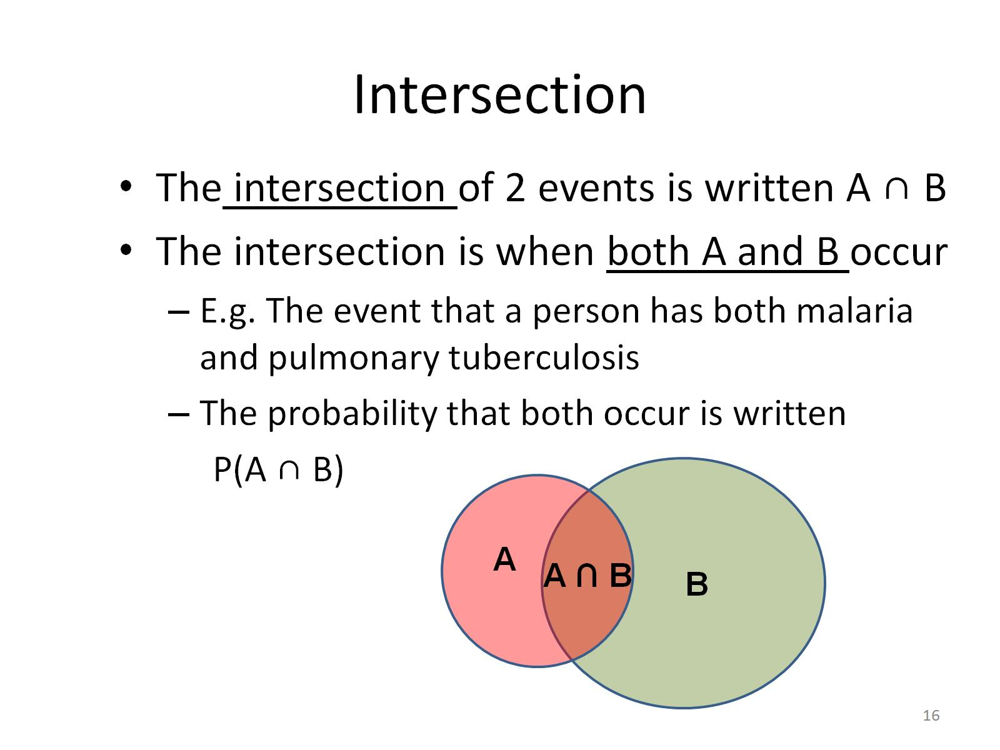 Intersection
• The intersection of 2 events is written A ∩ B
• The intersection is when both A and B occur
– E.g. The event that a person has both malaria
and pulmonary tuberculosis
– The probability that both occur is written
P(A ∩ B)
A
A ∩ B
B
16